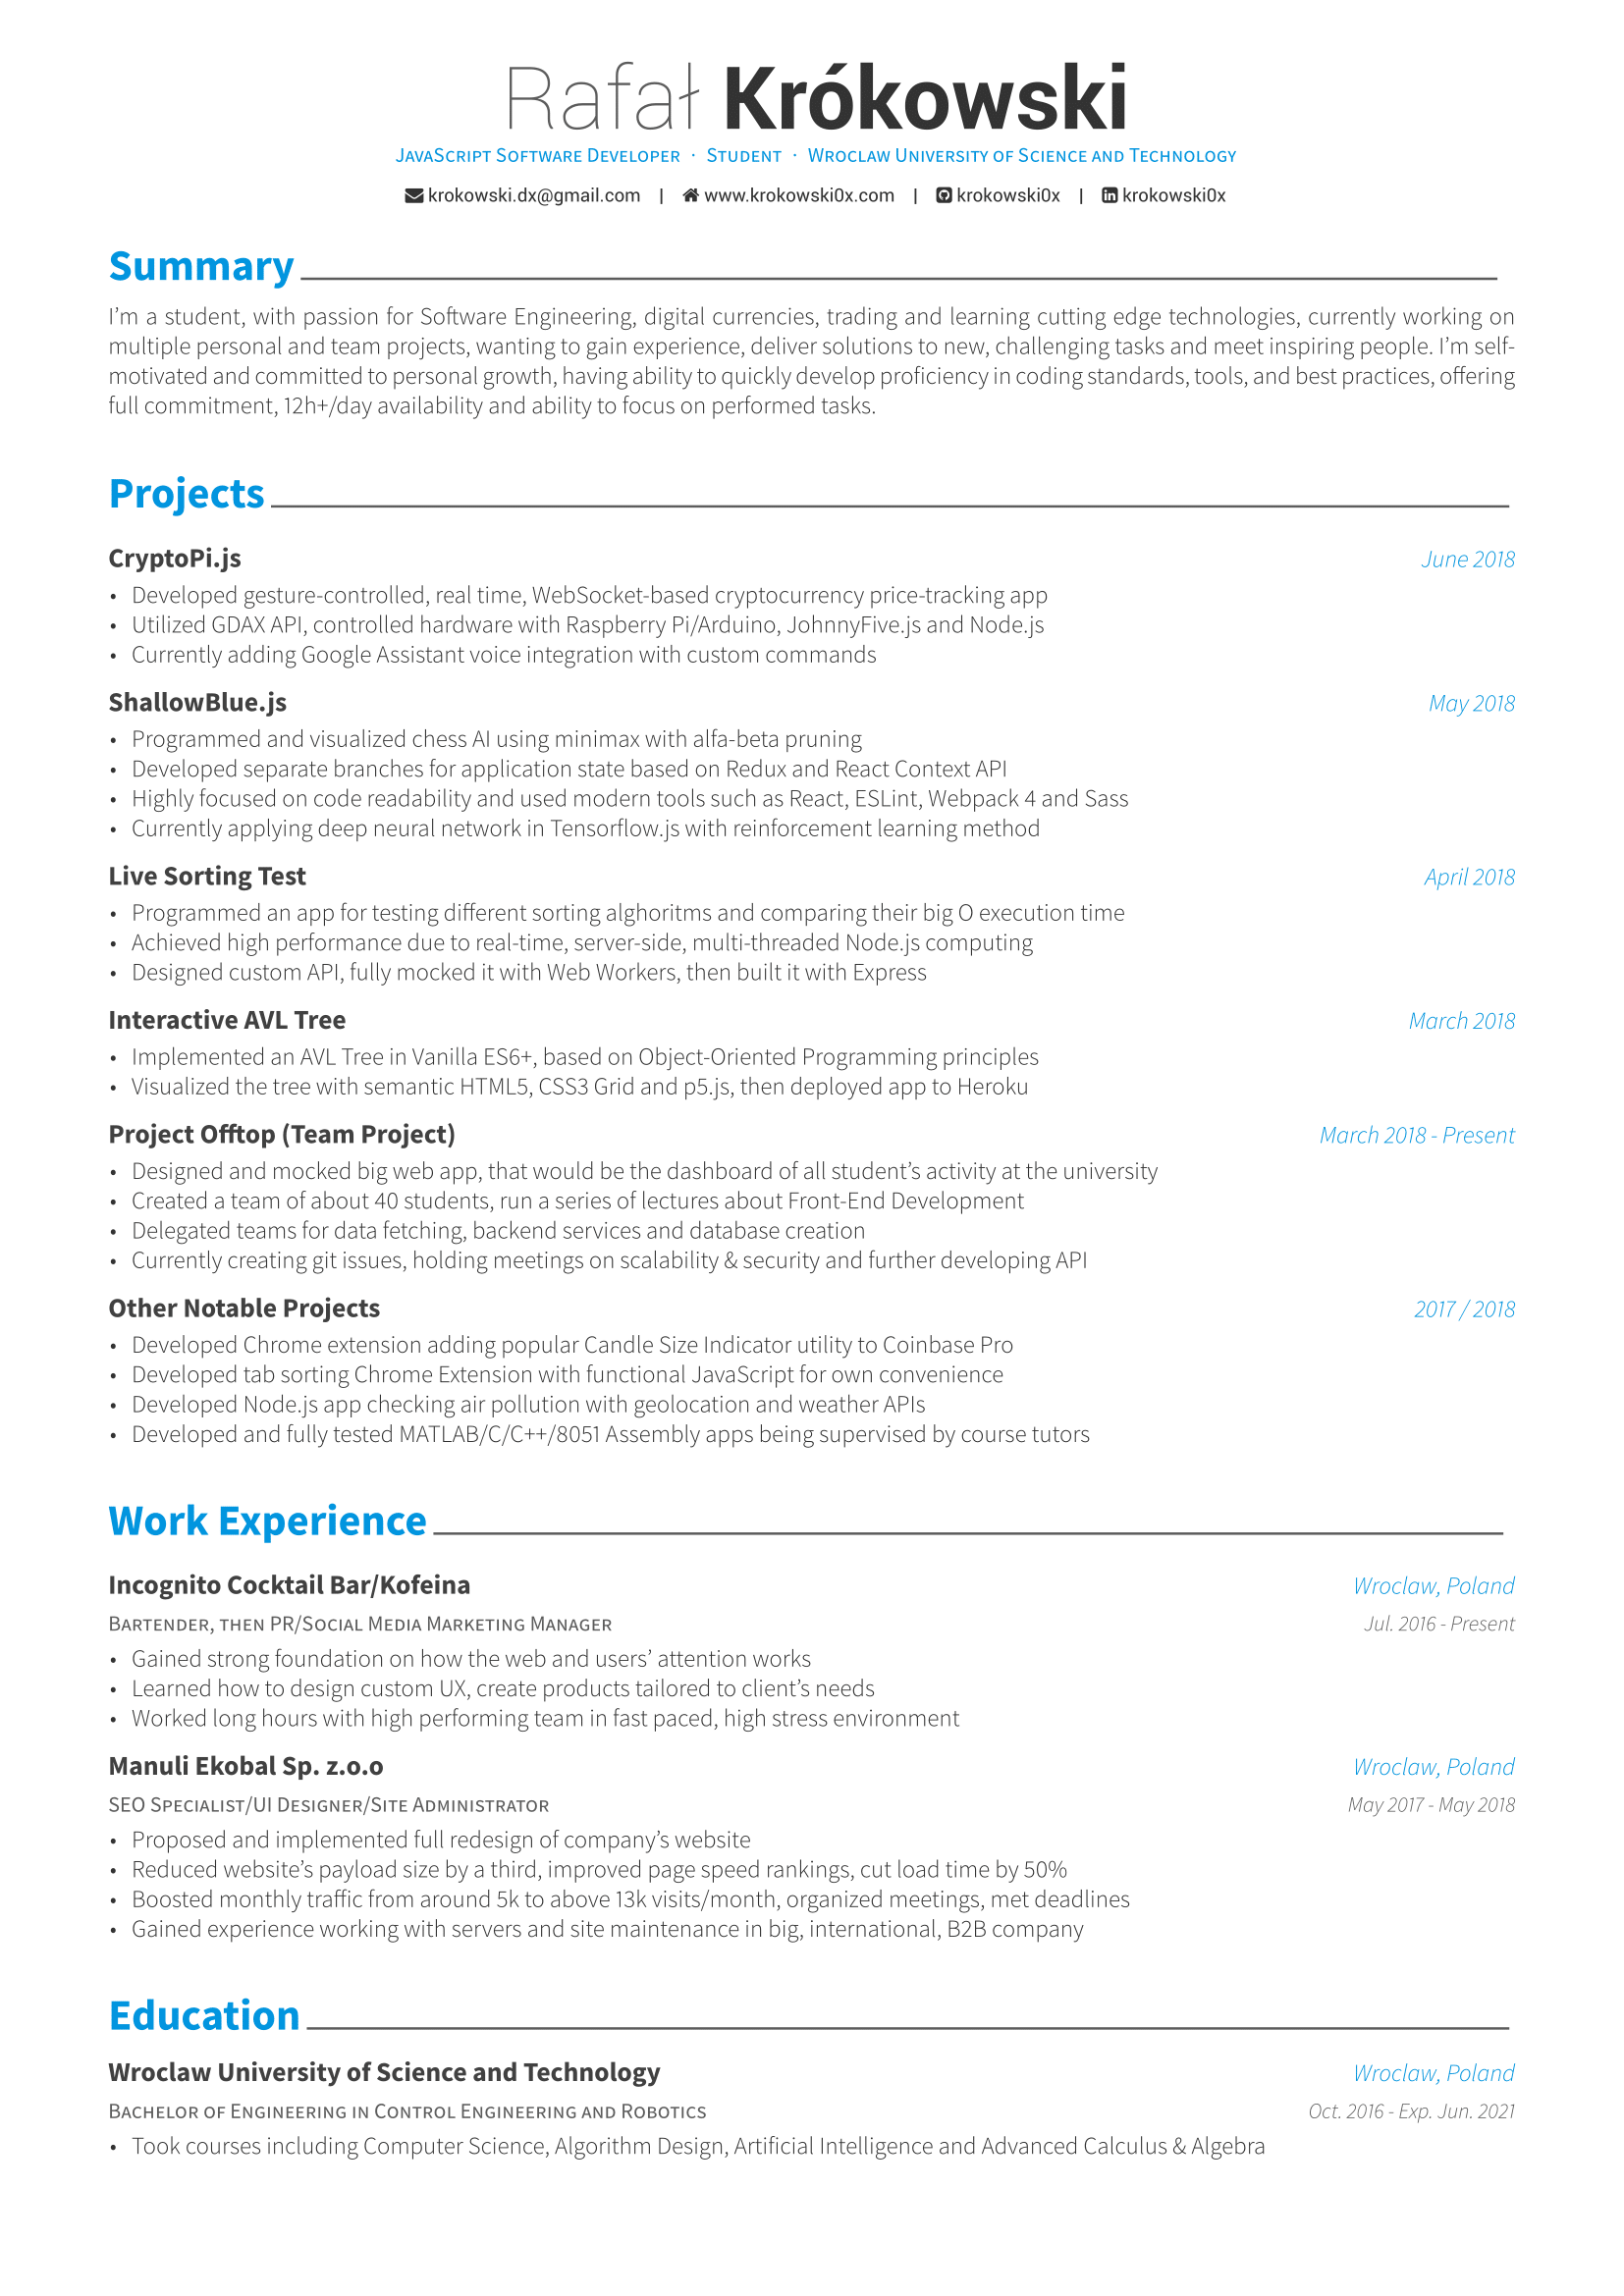 Rafał Krókowski
JavaScript Software Developer · Student · Wroclaw University of Science and Technology
krokowski.dx@gmail.com | www.krokowski0x.com | krokowski0x | krokowski0x
Summary
I'm a student, with passion for Software Engineering, digital currencies, trading and learning cutting edge technologies, currently working on
multiple personal and team projects, wanting to gain experience, deliver solutions to new, challenging tasks and meet inspiring people. I'm self-
motivated and committed to personal growth, having ability to quickly develop proficiency in coding standards, tools, and best practices, offering
full commitment, 12h+/day availability and ability to focus on performed tasks.
Projects
CryptoPi.js June 2018
• Developed gesture-controlled, real time, WebSocket-based cryptocurrency price-tracking app
• Utilized GDAX API, controlled hardware with Raspberry Pi/Arduino, JohnnyFive.js and Node.js
• Currently adding Google Assistant voice integration with custom commands
ShallowBlue.js May 2018
• Programmed and visualized chess AI using minimax with alfa-beta pruning
• Developed separate branches for application state based on Redux and React Context API
• Highly focused on code readability and used modern tools such as React, ESLint, Webpack 4 and Sass
• Currently applying deep neural network in Tensorflow.js with reinforcement learning method
Live Sorting Test April 2018
• Programmed an app for testing different sorting alghoritms and comparing their big O execution time
• Achieved high performance due to real-time, server-side, multi-threaded Node.js computing
• Designed custom API, fully mocked it with Web Workers, then built it with Express
Interactive AVL Tree March 2018
• Implemented an AVL Tree in Vanilla ES6+, based on Object-Oriented Programming principles
• Visualized the tree with semantic HTML5, CSS3 Grid and p5.js, then deployed app to Heroku
Project Offtop (Team Project) March 2018 - Present
• Designed and mocked big web app, that would be the dashboard of all student's activity at the university
• Created a team of about 40 students, run a series of lectures about Front-End Development
• Delegated teams for data fetching, backend services and database creation
• Currently creating git issues, holding meetings on scalability & security and further developing API
Other Notable Projects 2017 / 2018
• Developed Chrome extension adding popular Candle Size Indicator utility to Coinbase Pro
• Developed tab sorting Chrome Extension with functional JavaScript for own convenience
• Developed Node.js app checking air pollution with geolocation and weather APIs
• Developed and fully tested MATLAB/C/C++/8051 Assembly apps being supervised by course tutors
Work Experience
Incognito Cocktail Bar/Kofeina Wroclaw, Poland
Bartender, then PR/Social Media Marketing Manager Jul. 2016 - Present
• Gained strong foundation on how the web and users' attention works
• Learned how to design custom UX, create products tailored to client's needs
• Worked long hours with high performing team in fast paced, high stress environment
Manuli Ekobal Sp. z.o.o Wroclaw, Poland
SEO Specialist/UI Designer/Site Administrator May 2017 - May 2018
• Proposed and implemented full redesign of company's website
• Reduced website's payload size by a third, improved page speed rankings, cut load time by 50%
• Boosted monthly traffic from around 5k to above 13k visits/month, organized meetings, met deadlines
• Gained experience working with servers and site maintenance in big, international, B2B company
Education
Wroclaw University of Science and Technology Wroclaw, Poland
Bachelor of Engineering in Control Engineering and Robotics Oct. 2016 - Exp. Jun. 2021
• Took courses including Computer Science, Algorithm Design, Artificial Intelligence and Advanced Calculus & Algebra